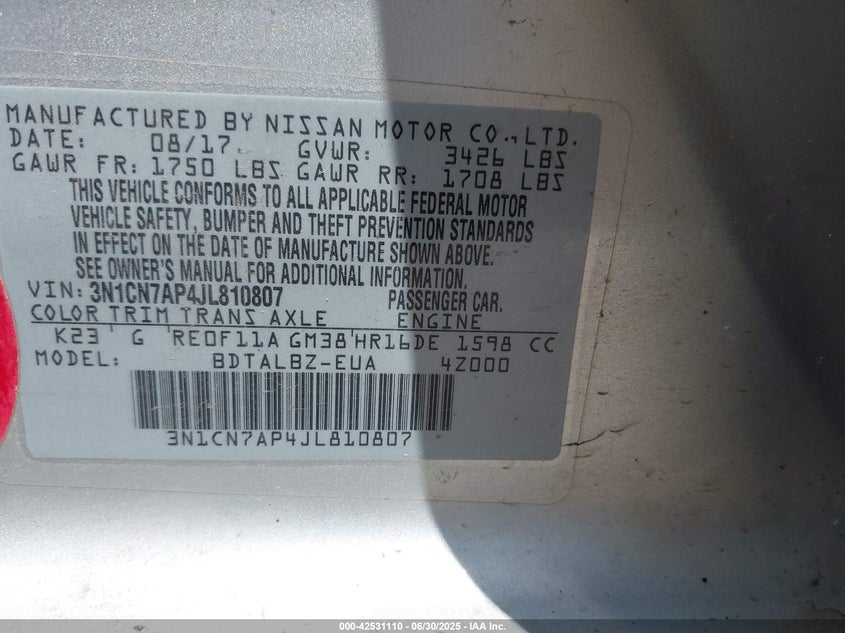 MANUFACTURED BY NISSAN MOTOR CO., LTD.
DATE: 08/17 GVWR: 3426 LBS
GAWR FR: 1750 LBS GAWR RR: 1708 LBS
THIS VEHICLE CONFORMS TO ALL APPLICABLE FEDERAL MOTOR
VEHICLE SAFETY, BUMPER AND THEFT PREVENTION STANDARDS
IN EFFECT ON THE DATE OF MANUFACTURE SHOWN ABOVE.
SEE OWNER'S MANUAL FOR ADDITIONAL INFORMATION.
VIN: 3N1CN7AP4JL810807 PASSENGER CAR.
COLOR TRIM TRANS AXLE ENGINE
K23 ' G 'RE0F11A GM38'HR16DE 1598 CC
MODEL: BDTALBZ-EUA 4Z000
3N1CN7AP4JL810807
000-42531110 - 06/30/2025 - IAA Inc.